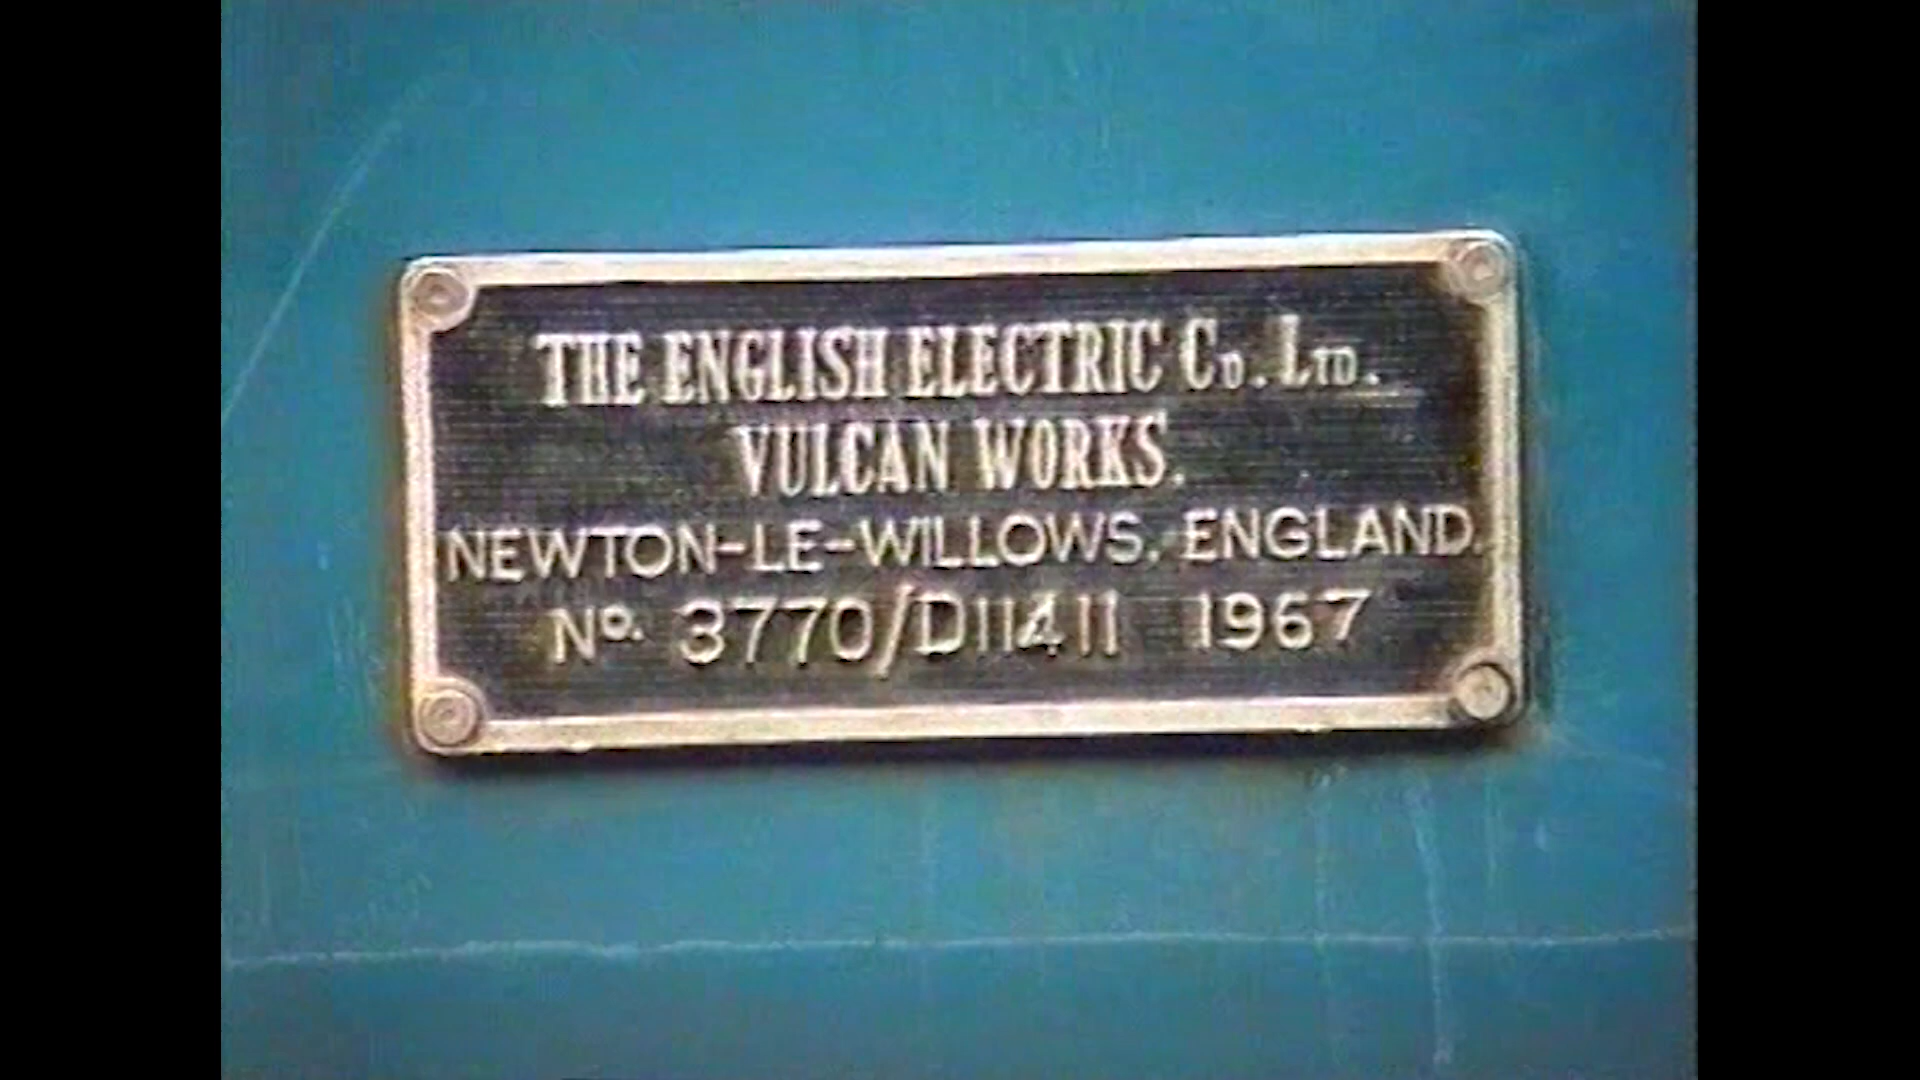 THE ENGLISH ELECTRIC Co. LTD.
VULCAN WORKS.
NEWTON-LE-WILLOWS, ENGLAND.
No. 3770/D1141 1967